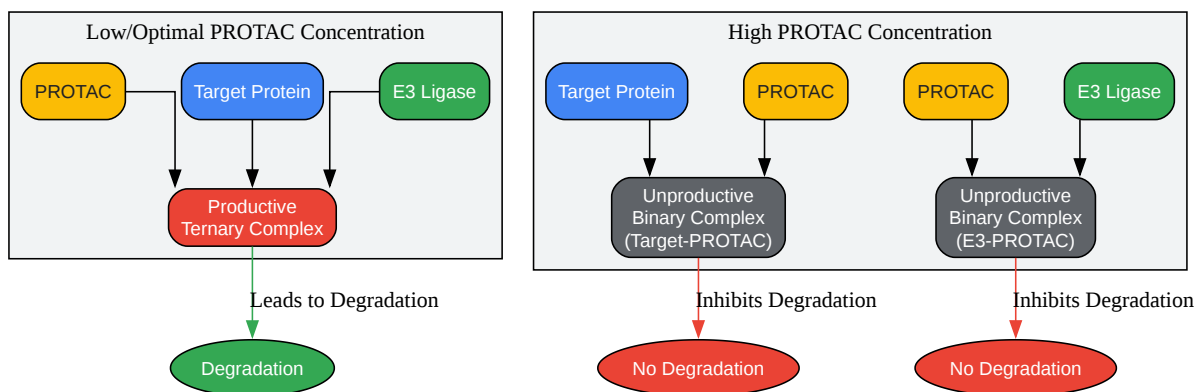 Low/Optimal PROTAC Concentration
PROTAC
Target Protein
E3 Ligase
Productive
Ternary Complex
Leads to Degradation
Degradation
High PROTAC Concentration
Target Protein
PROTAC
PROTAC
E3 Ligase
Unproductive
Binary Complex
(Target-PROTAC)
Unproductive
Binary Complex
(E3-PROTAC)
Inhibits Degradation
Inhibits Degradation
No Degradation
No Degradation